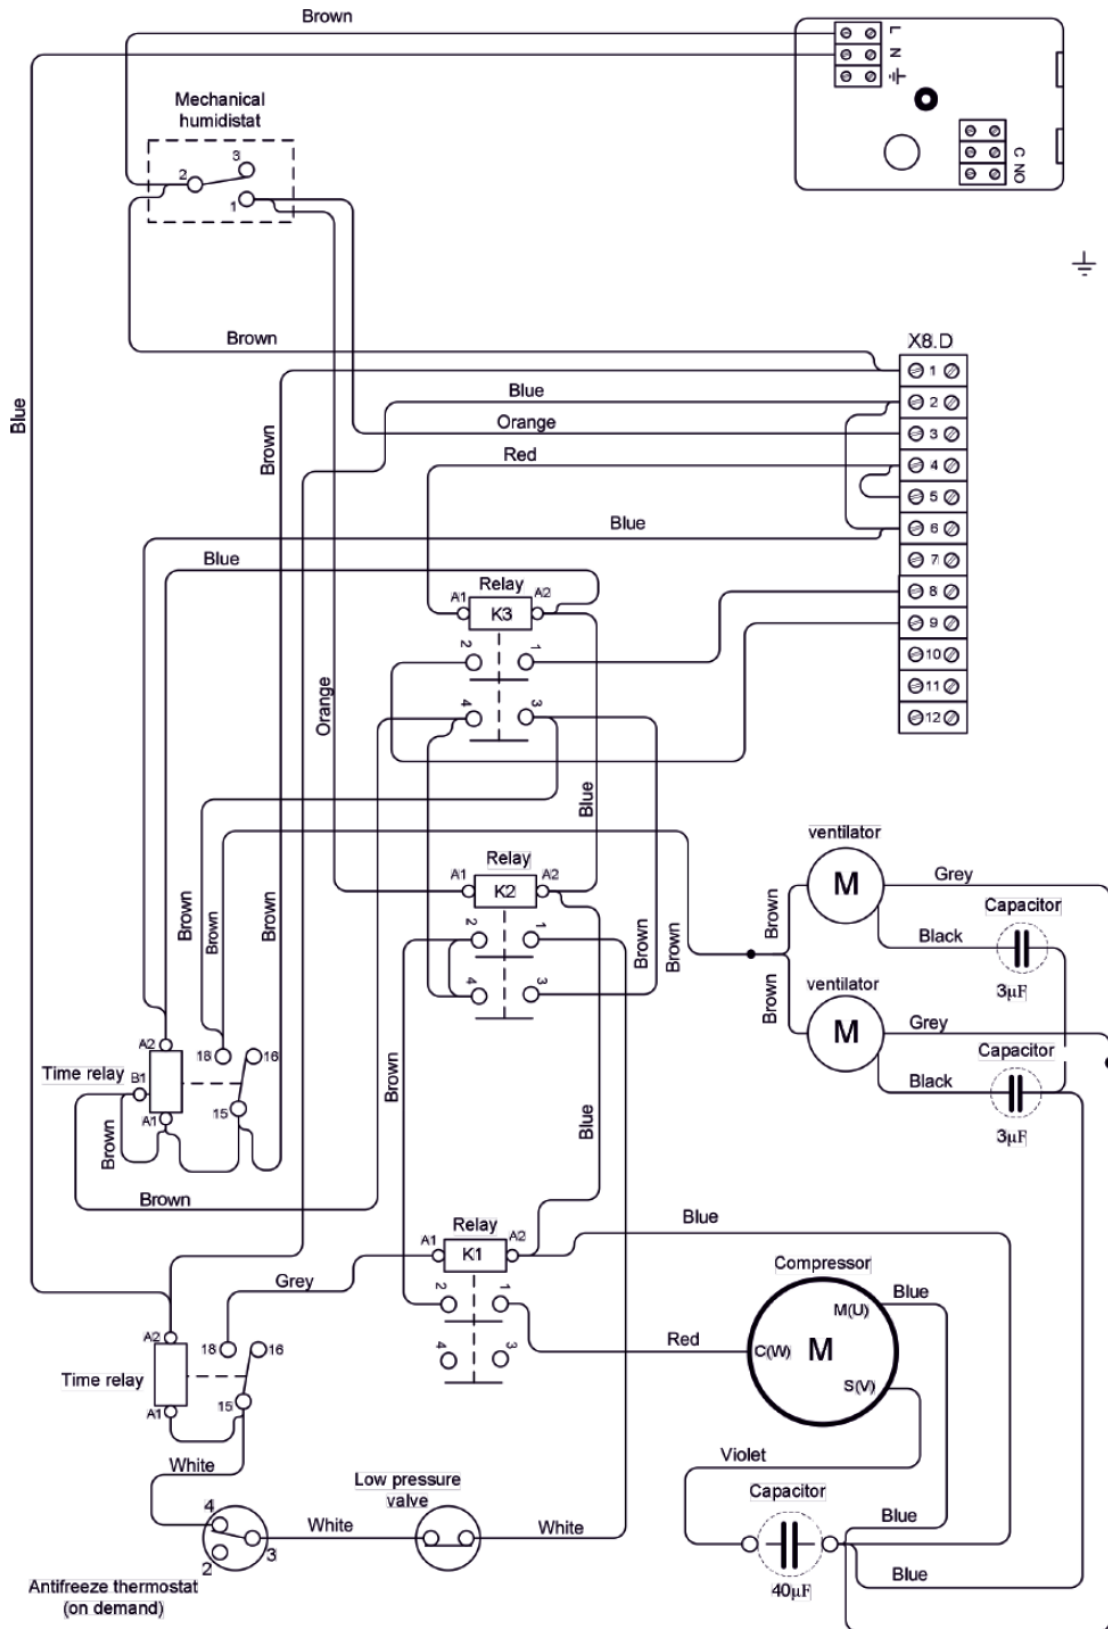 Brown
L
N
Mechanical
humidistat
3
2
1
C NO
Brown
X8.D
1
Blue
2
Blue
Orange
3
Brown
Red
4
5
Blue
6
Blue
7
Relay
A1
A2
K3
8
9
2
1
10
11
Orange
4
3
12
Blue
ventilator
M
Relay
A1
A2
K2
Grey
Brown
Brown
Brown
Brown
Capacitor
2
1
Black
Brown
Brown
4
3
ventilator
3µF
Brown
M
Grey
A2
18
16
Capacitor
Time relay
B1
Brown
Black
A1
15
Blue
3µF
Brown
Brown
Relay
Blue
A1
A2
K1
Compressor
Grey
2
1
Blue
M(U)
A2
18
16
Red
C(W)
M
4
3
Time relay
S(V)
A1
15
White
Low pressure
valve
Violet
Capacitor
4
White
White
Blue
3
2
Antifreeze thermostat
(on demand)
40µF
Blue